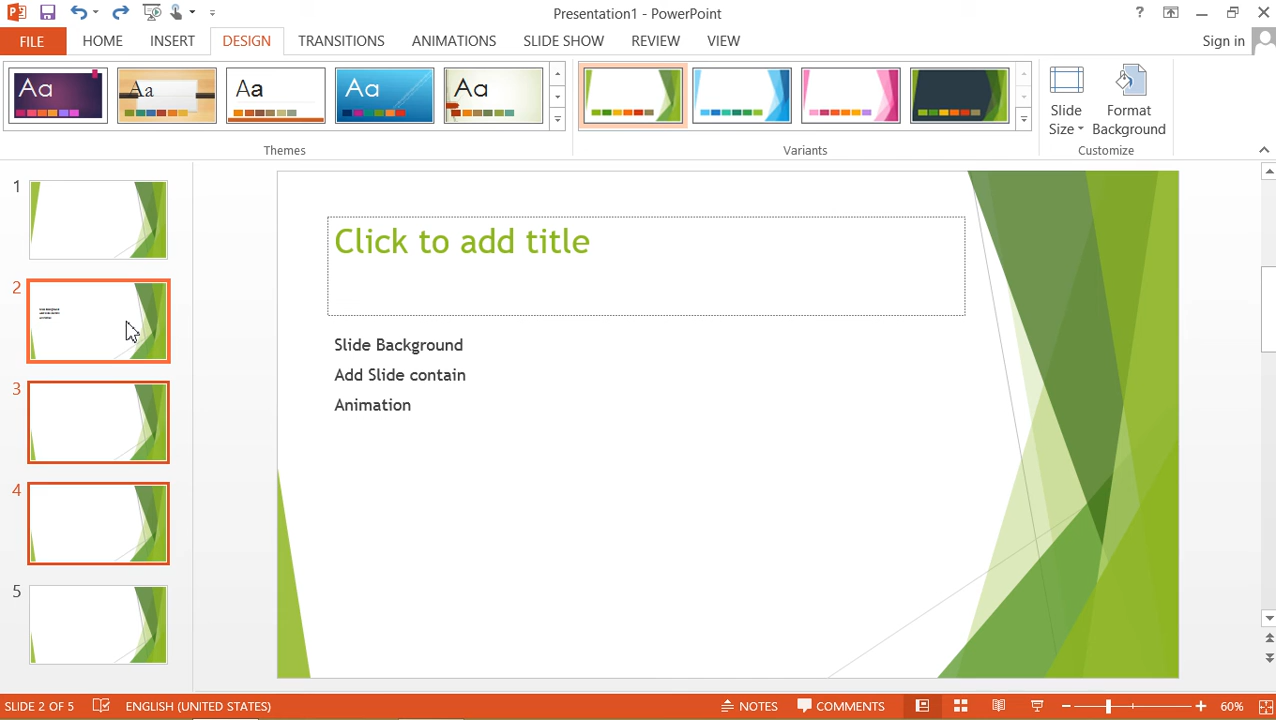 Presentation1 - PowerPoint
?
Sign in
FILE
HOME
INSERT
DESIGN
TRANSITIONS
ANIMATIONS
SLIDE SHOW
REVIEW
VIEW
Aa
Aa
Aa
Aa
Aa
Slide
Size
Format
Background
Themes
Variants
Customize
1
2
3
4
5
Click to add title
Slide Background
Add Slide contain
Animation
SLIDE 2 OF 5
ENGLISH (UNITED STATES)
NOTES
COMMENTS
60%